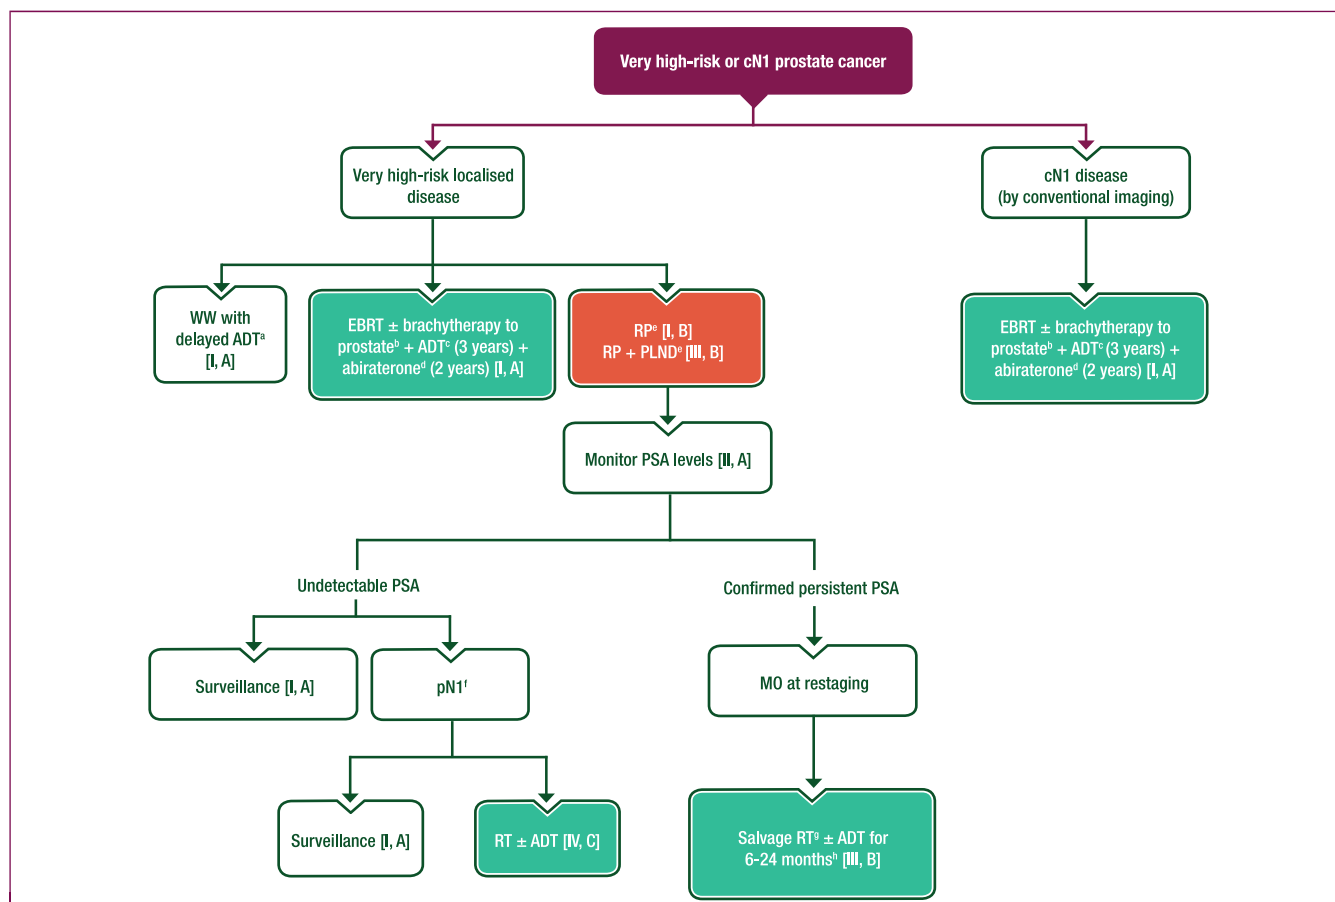 Very high-risk or cN1 prostate cancer
Very high-risk localised
disease
cN1 disease
(by conventional imaging)
WW with
delayed ADTᵃ
[I, A]
EBRT ± brachytherapy to
prostateᵇ + ADTᶜ (3 years) +
abirateroneᵈ (2 years) [I, A]
RPᵉ [I, B]
RP + PLNDᵉ [III, B]
EBRT ± brachytherapy to
prostateᵇ + ADTᶜ (3 years) +
abirateroneᵈ (2 years) [I, A]
Monitor PSA levels [II, A]
Undetectable PSA
Confirmed persistent PSA
Surveillance [I, A]
pN1ᶠ
MO at restaging
Surveillance [I, A]
RT ± ADT [IV, C]
Salvage RTᵍ ± ADT for
6-24 monthsʰ [III, B]